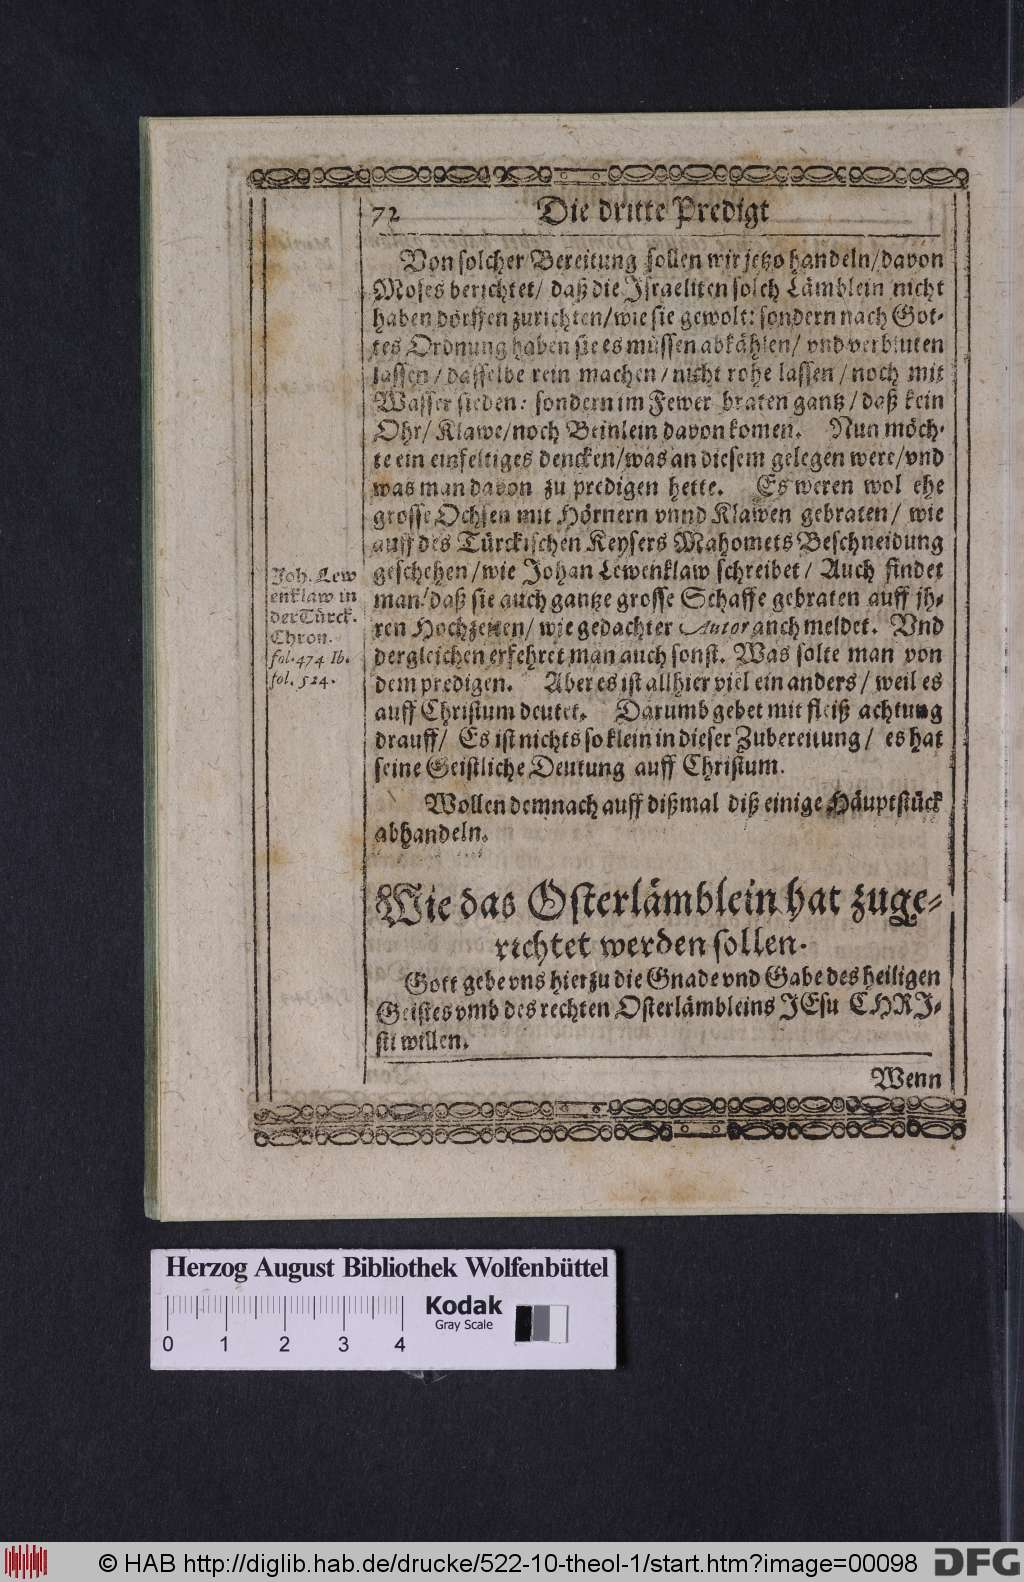 72 Die dritte Predigt
Von solcher Bereitung sollen wir jetzo handeln/ davon
Moses berichtet/ daß die Israeliten solch Lämblein nicht
haben dörffen zurichten/ wie sie gewolt: sondern nach Got-
tes Ordnung haben sie es müssen abkählen/ vnd verbluten
lassen/ dasselbe rein machen/ nicht rohe lassen/ noch mit
Wasser sieden: sondern im Fewer braten gantz/ daß kein
Ohr/ Klawe/ noch Beinlein davon komen. Nun möch-
te ein einfeltiges dencken/ was an diesem gelegen were/ vnd
was man davon zu predigen hette. Es weren wol ehe
grosse Ochsen mit Hörnern vnnd Klawen gebraten/ wie
auff des Türckischen Keysers Mahomets Beschneidung
geschehen/ wie Johan Lewenklaw schreibet/ Auch findet
man/ daß sie auch gantze grosse Schaffe gebraten auff jh-
ren Hochzeiten/ wie gedachter Autor auch meldet. Vnd
dergleichen erfehret man auch sonst. Was solte man von
dem predigen. Aber es ist allhier viel ein anders/ weil es
auff Christum deutet. Darumb gebet mit fleiß achtung
drauff/ Es ist nichts so klein in dieser Zubereitung/ es hat
seine Geistliche Deutung auff Christum.
Joh. Lew
enklaw in
der Türck.
Chron.
fol. 474 Ib.
fol. 524.
Wollen demnach auff dißmal diß einige Häuptstück
abhandeln.
Wie das Osterlämblein hat zuge-
richtet werden sollen.
Gott gebe vns hierzu die Gnade vnd Gabe des heiligen
Geistes vmb des rechten Osterlämbleins JEsu CHRJ-
sti willen.
Wenn
Herzog August Bibliothek Wolfenbüttel
Kodak
Gray Scale
0 1 2 3 4
© HAB http://diglib.hab.de/drucke/522-10-theol-1/start.htm?image=00098
DFG